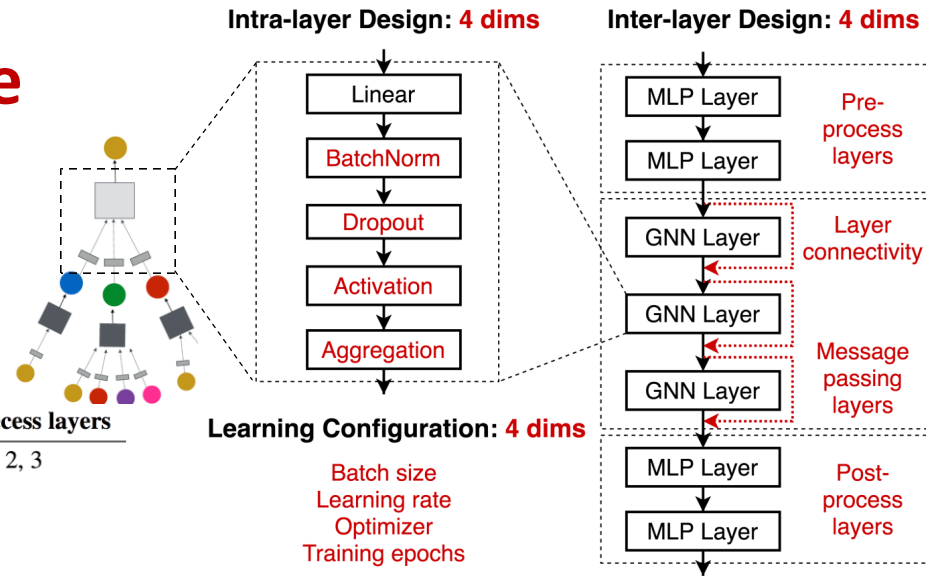 e
Intra-layer Design: 4 dims
Linear
BatchNorm
Dropout
Activation
Aggregation
Learning Configuration: 4 dims
Batch size
Learning rate
Optimizer
Training epochs
Inter-layer Design: 4 dims
MLP Layer
MLP Layer
Pre-
process
layers
GNN Layer
GNN Layer
GNN Layer
Layer
connectivity
Message
passing
layers
MLP Layer
MLP Layer
Post-
process
layers
cess layers
2, 3